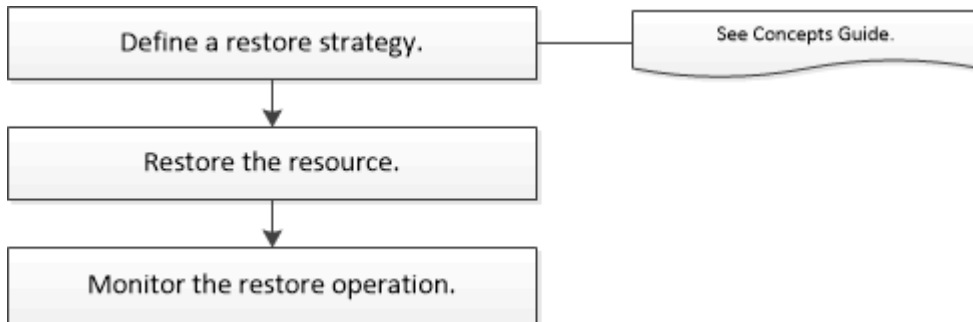 Define a restore strategy.
See Concepts Guide.
Restore the resource.
Monitor the restore operation.